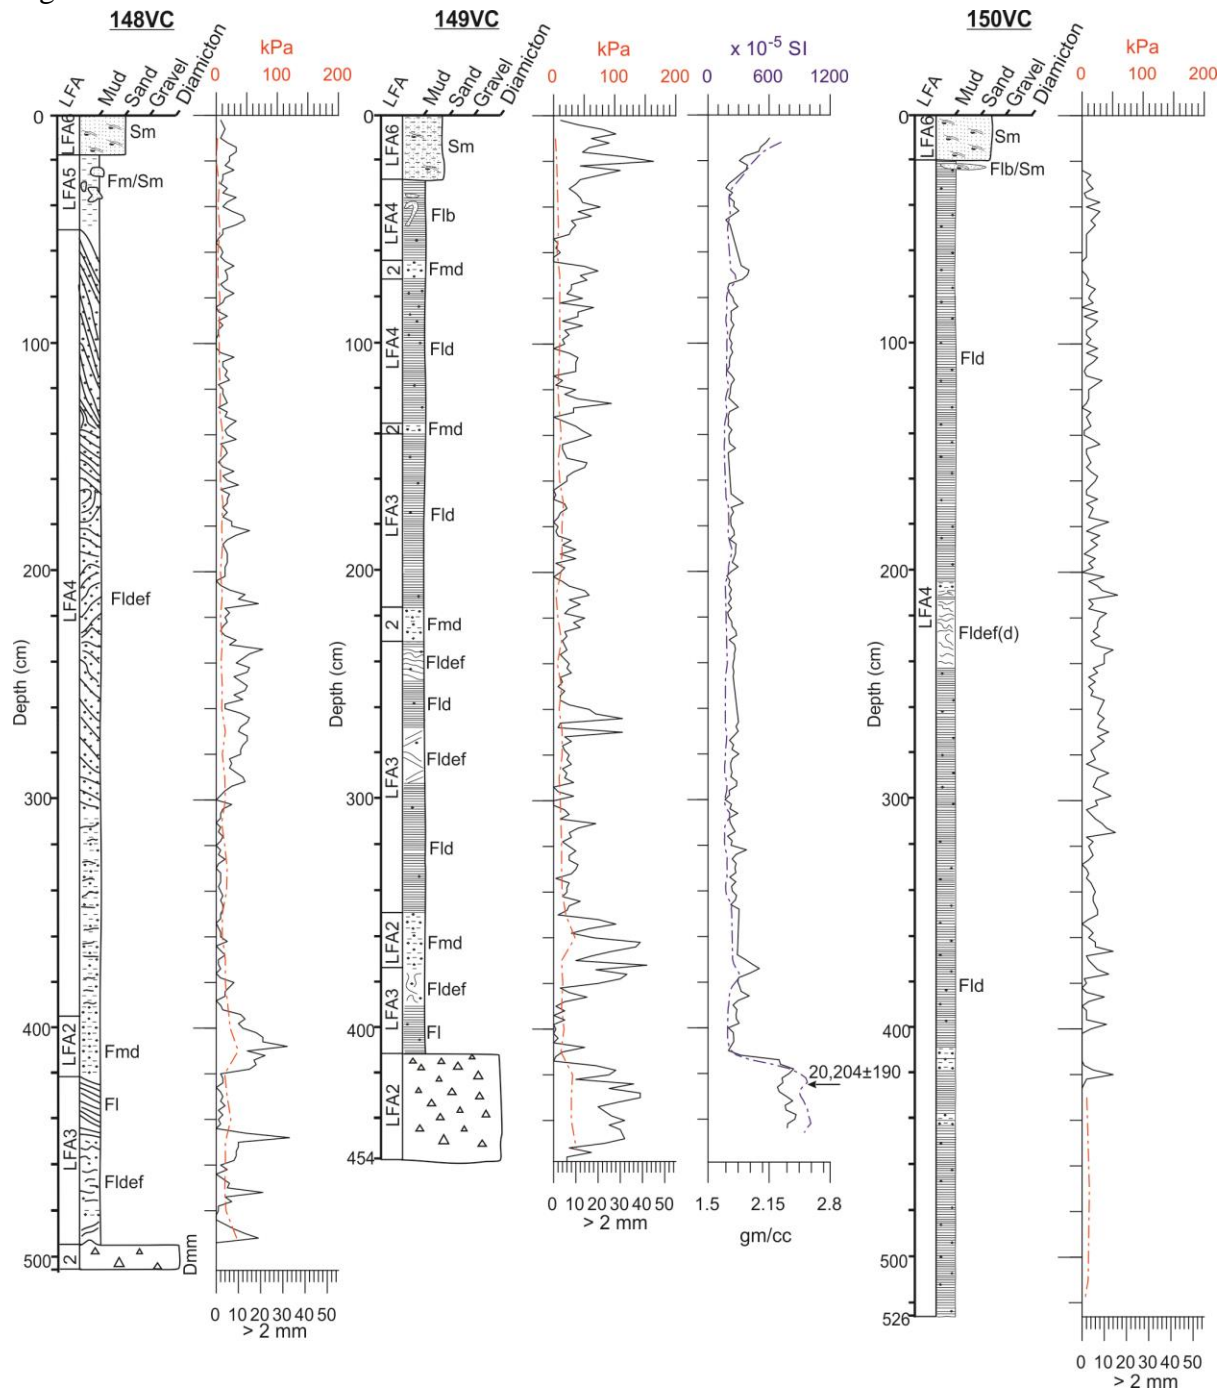 148VC
LFA
Mud
Sand
Gravel
Diamicton
kPa
0 100 200
0
100
200
300
400
500
Depth (cm)
LFA6
LFA5
LFA4
LFA2
LFA3
2
Sm
Fm/Sm
Fldef
Fmd
Fl
Fldef
Dmm
0 10 20 30 40 50
> 2 mm
149VC
LFA
Mud
Sand
Gravel
Diamicton
kPa
0 100 200
x 10-5 SI
0 600 1200
0
100
200
300
400
454
Depth (cm)
LFA6
LFA4
2
LFA4
2
LFA3
2
LFA3
LFA2
LFA3
LFA2
Sm
Flb
Fmd
Fld
Fmd
Fld
Fmd
Fldef
Fld
Fldef
Fld
Fmd
Fldef
Fl
20,204±190
0 10 20 30 40 50
> 2 mm
1.5 2.15 2.8
gm/cc
150VC
LFA
Mud
Sand
Gravel
Diamicton
kPa
0 100 200
0
100
200
300
400
500
526
Depth (cm)
LFA6
LFA4
Sm
Flb/Sm
Fld
Fldef(d)
Fld
0 10 20 30 40 50
> 2 mm